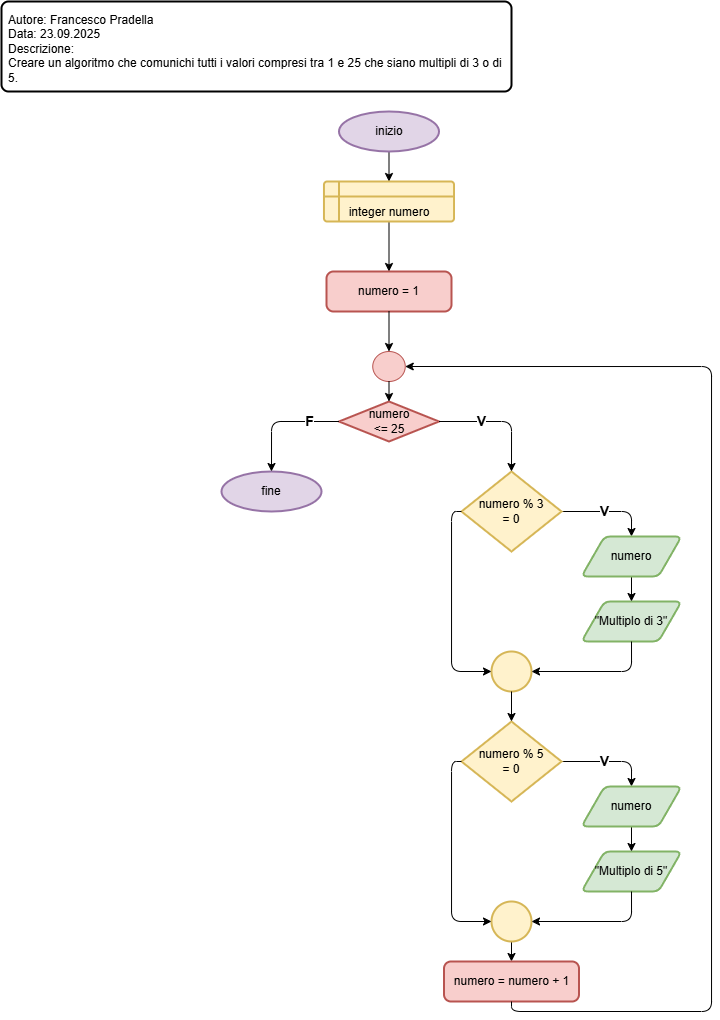 Autore: Francesco Pradella
Data: 23.09.2025
Descrizione:
Creare un algoritmo che comunichi tutti i valori compresi tra 1 e 25 che siano multipli di 3 o di
5.
inizio
integer numero
numero = 1
numero
<= 25
F
V
fine
numero % 3
= 0
V
numero
"Multiplo di 3"
numero % 5
= 0
V
numero
"Multiplo di 5"
numero = numero + 1